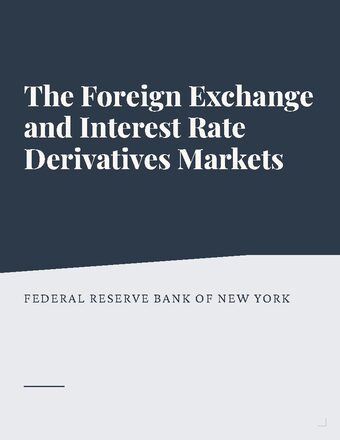 The Foreign Exchange
and Interest Rate
Derivatives Markets
FEDERAL RESERVE BANK OF NEW YORK